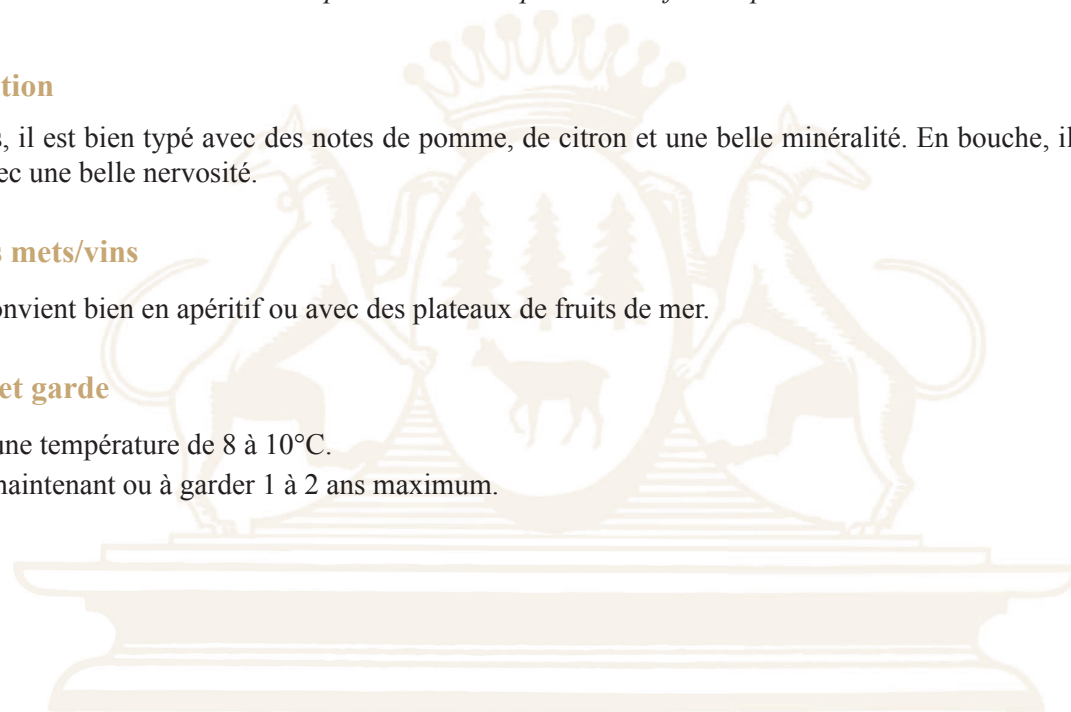 tion
s, il est bien typé avec des notes de pomme, de citron et une belle minéralité. En bouche, il
ec une belle nervosité.
s mets/vins
onvient bien en apéritif ou avec des plateaux de fruits de mer.
et garde
une température de 8 à 10°C.
maintenant ou à garder 1 à 2 ans maximum.